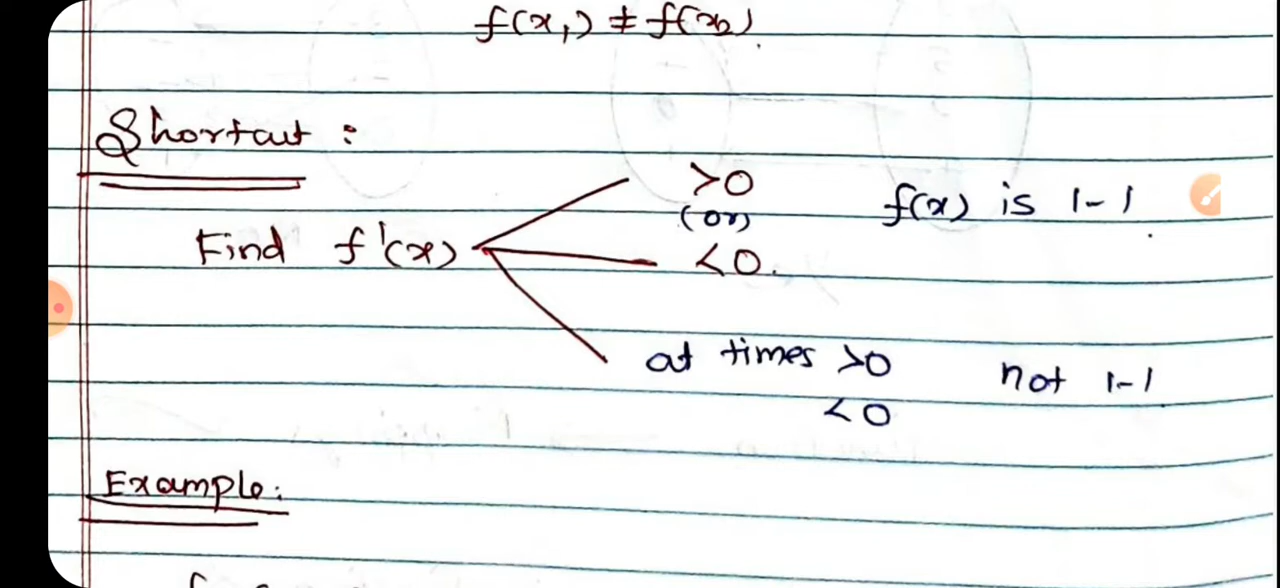 f(x₁) ≠ f(x₂).
Shortcut :
>0
(or)
f(x) is 1-1.
Find f'(x)
<0.
at times >0
not 1-1
<0
Example: